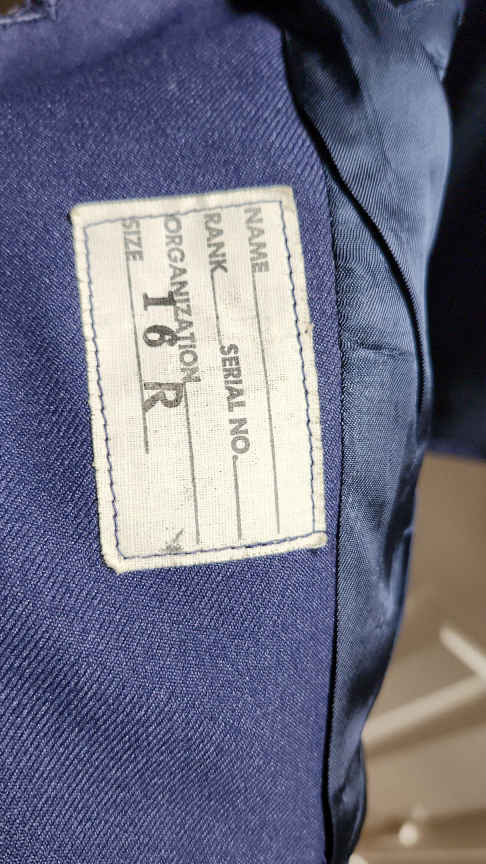 NAME
RANK SERIAL NO.
ORGANIZATION
SIZE 16 R